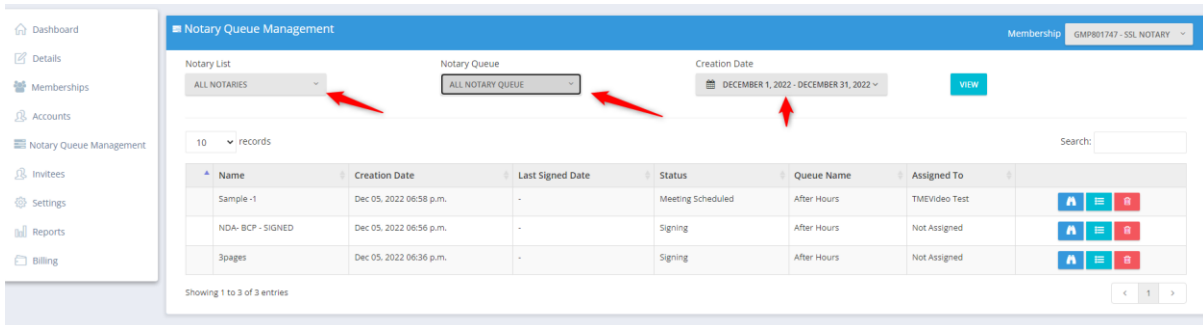 Dashboard
Details
Memberships
Accounts
Notary Queue Management
Invitees
Settings
Reports
Billing
Notary Queue Management
Membership GMP801747 - SSL NOTARY
Notary List Notary Queue Creation Date
ALL NOTARIES ALL NOTARY QUEUE DECEMBER 1, 2022 - DECEMBER 31, 2022 VIEW
10 records Search:
Name Creation Date Last Signed Date Status Queue Name Assigned To
Sample -1 Dec 05, 2022 06:58 p.m. - Meeting Scheduled After Hours TMEVideo Test
NDA- BCP - SIGNED Dec 05, 2022 06:56 p.m. - Signing After Hours Not Assigned
3pages Dec 05, 2022 06:36 p.m. - Signing After Hours Not Assigned
Showing 1 to 3 of 3 entries < 1 >